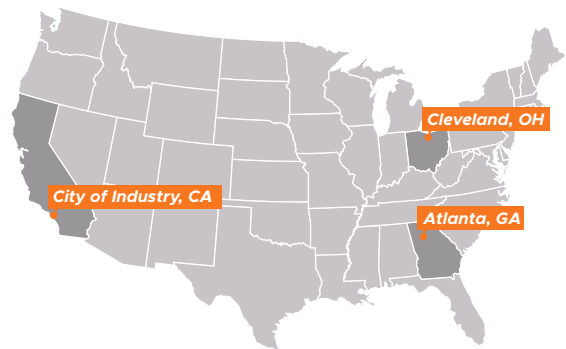 Cleveland, OH
City of Industry, CA
Atlanta, GA